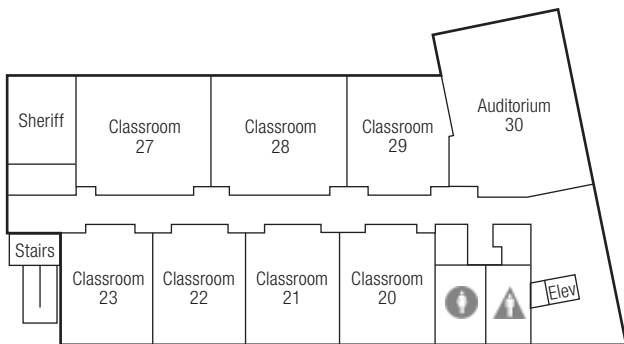 Sheriff
Classroom
27
Classroom
28
Classroom
29
Auditorium
30
Stairs
Classroom
23
Classroom
22
Classroom
21
Classroom
20
Elev